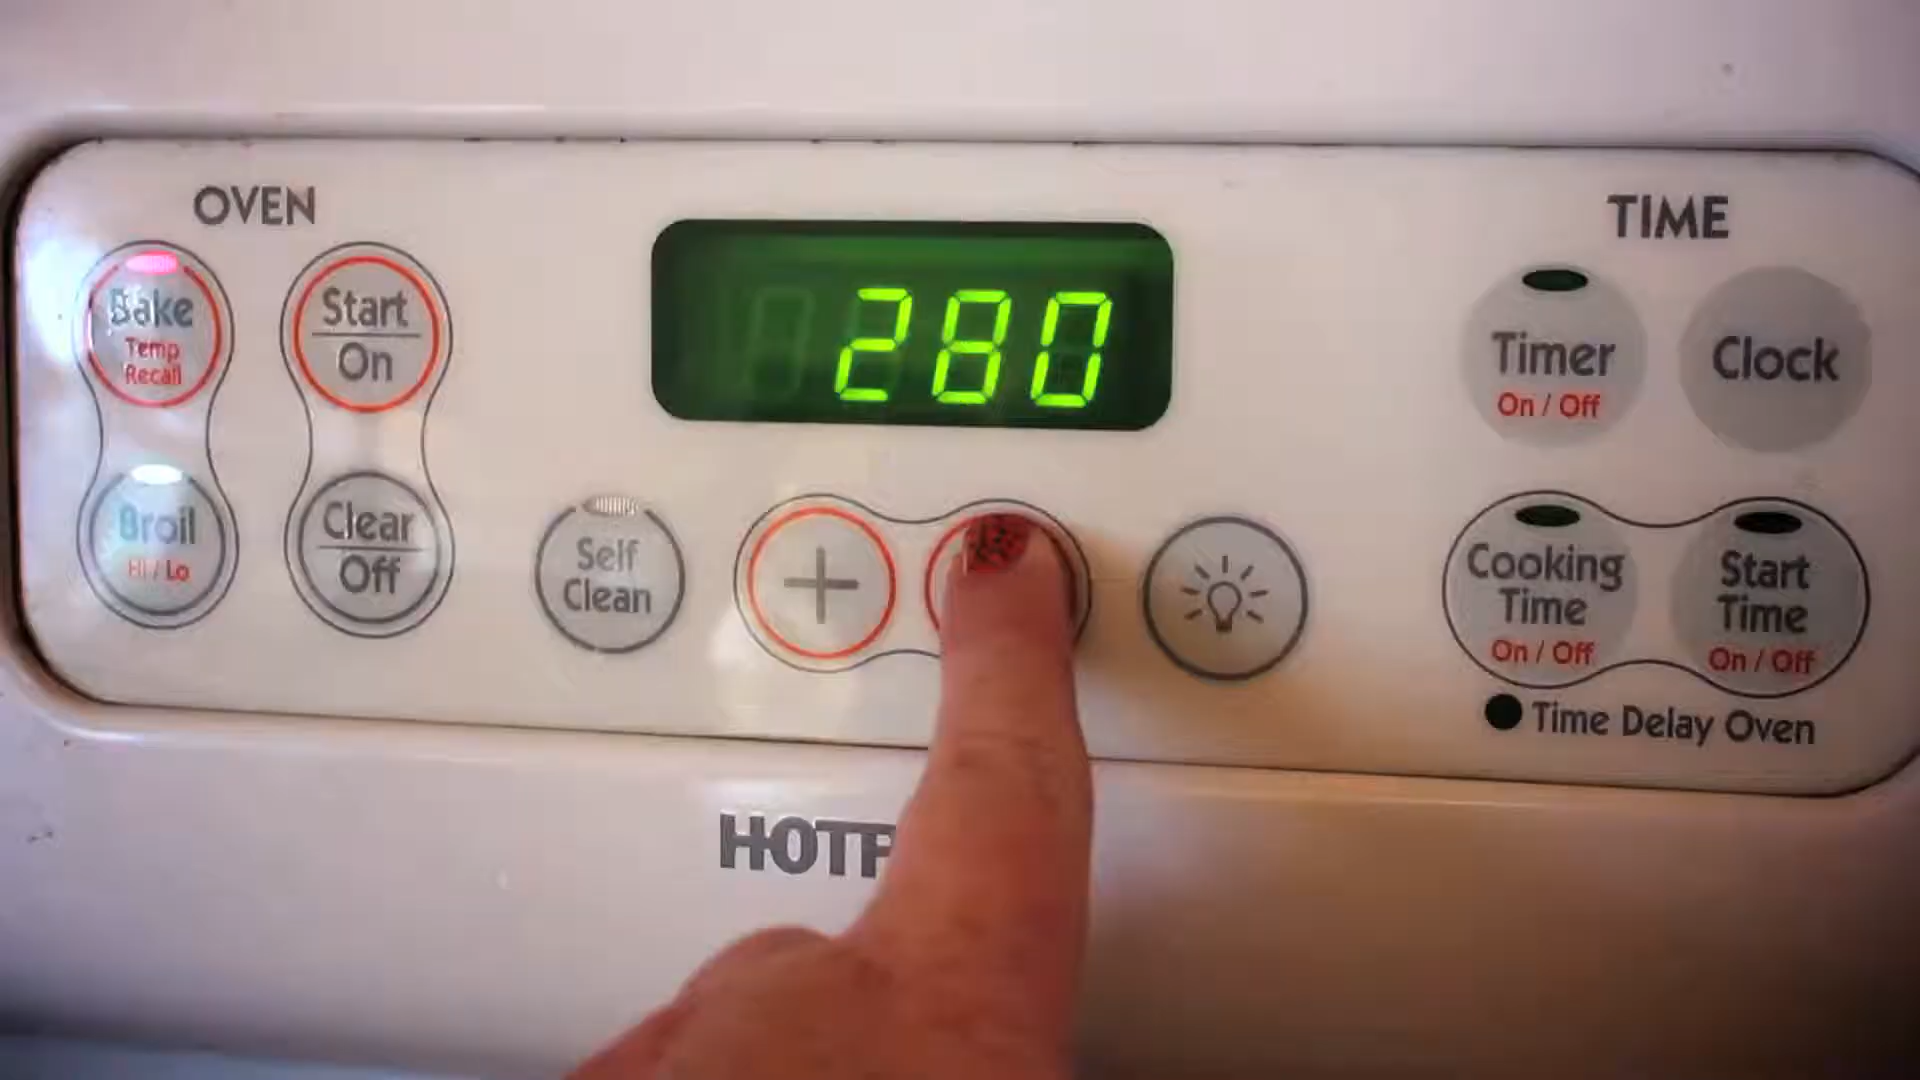 OVEN
TIME
Bake
Temp
Recall
Start
On
280
Timer
On / Off
Clock
Broil
Hi / Lo
Clear
Off
Self
Clean
+
Cooking
Time
On / Off
Start
Time
On / Off
Time Delay Oven
HOTP